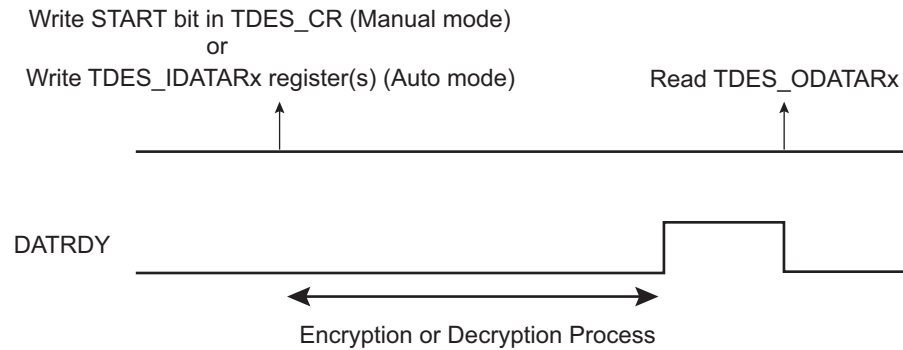 Write START bit in TDES_CR (Manual mode)
or
Write TDES_IDATARx register(s) (Auto mode)
Read TDES_ODATARx
DATRDY
Encryption or Decryption Process